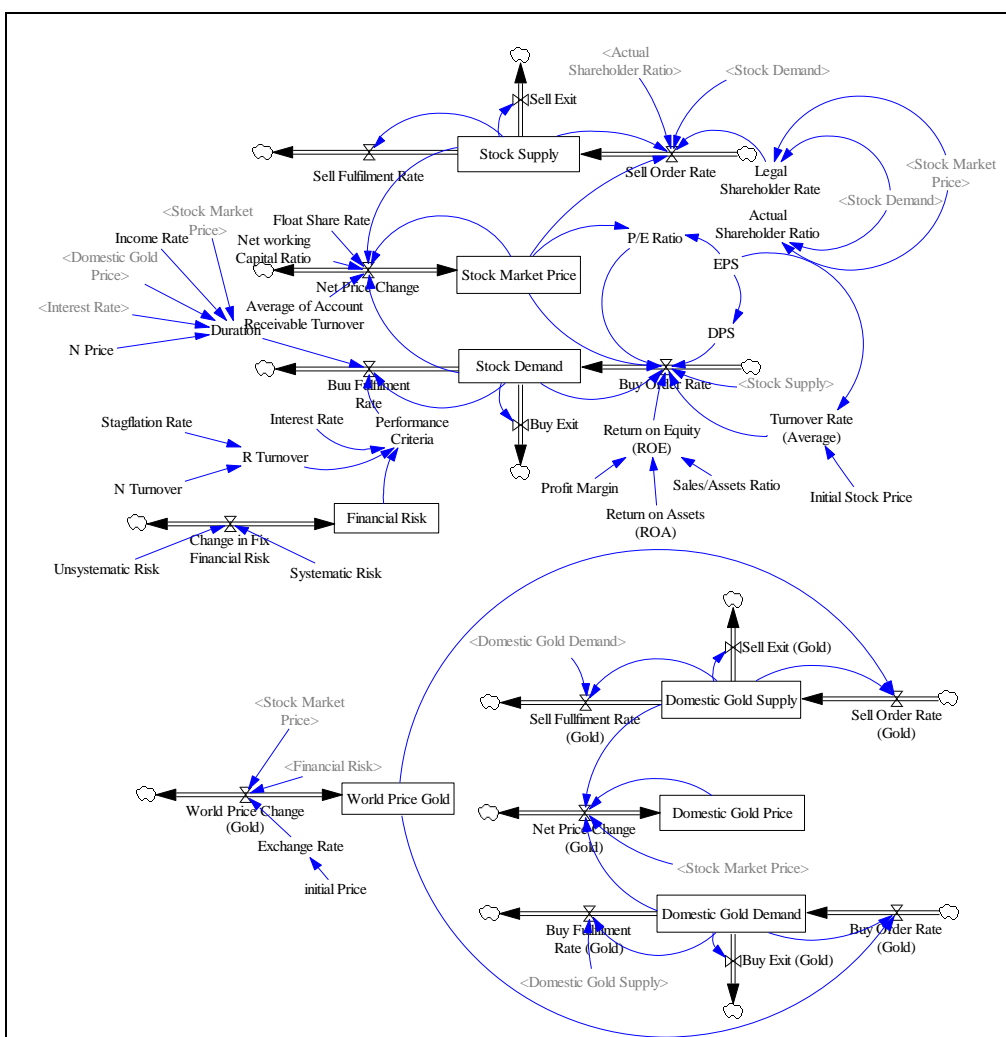 <Actual
Shareholder Ratio>
<Stock Demand>
Sell Exit
Stock Supply
Sell Fulfilment Rate
Sell Order Rate
Legal
Shareholder Rate
<Stock Market
Price>
<Stock Demand>
Actual
Shareholder Ratio
<Stock Market
Price>
Float Share Rate
Income Rate
Net working
Capital Ratio
<Domestic Gold
Price>
P/E Ratio
EPS
Stock Market Price
Net Price Change
<Interest Rate>
Average of Account
Receivable Turnover
Duration
DPS
N Price
Stock Demand
Buu Fulfilment
Rate
Buy Order Rate
<Stock Supply>
Stagflation Rate
Interest Rate
Performance
Criteria
Buy Exit
Return on Equity
(ROE)
Turnover Rate
(Average)
R Turnover
N Turnover
Profit Margin
Sales/Assets Ratio
Initial Stock Price
Financial Risk
Return on Assets
(ROA)
Change in Fix
Financial Risk
Unsystematic Risk
Systematic Risk
<Domestic Gold Demand>
Sell Exit (Gold)
Domestic Gold Supply
Sell Fullfiment Rate
(Gold)
Sell Order Rate
(Gold)
<Stock Market
Price>
<Financial Risk>
World Price Gold
World Price Change
(Gold)
Domestic Gold Price
Net Price Change
(Gold)
Exchange Rate
initial Price
<Stock Market Price>
Domestic Gold Demand
Buy Fulfilment
Rate (Gold)
Buy Order Rate
(Gold)
Buy Exit (Gold)
<Domestic Gold Supply>